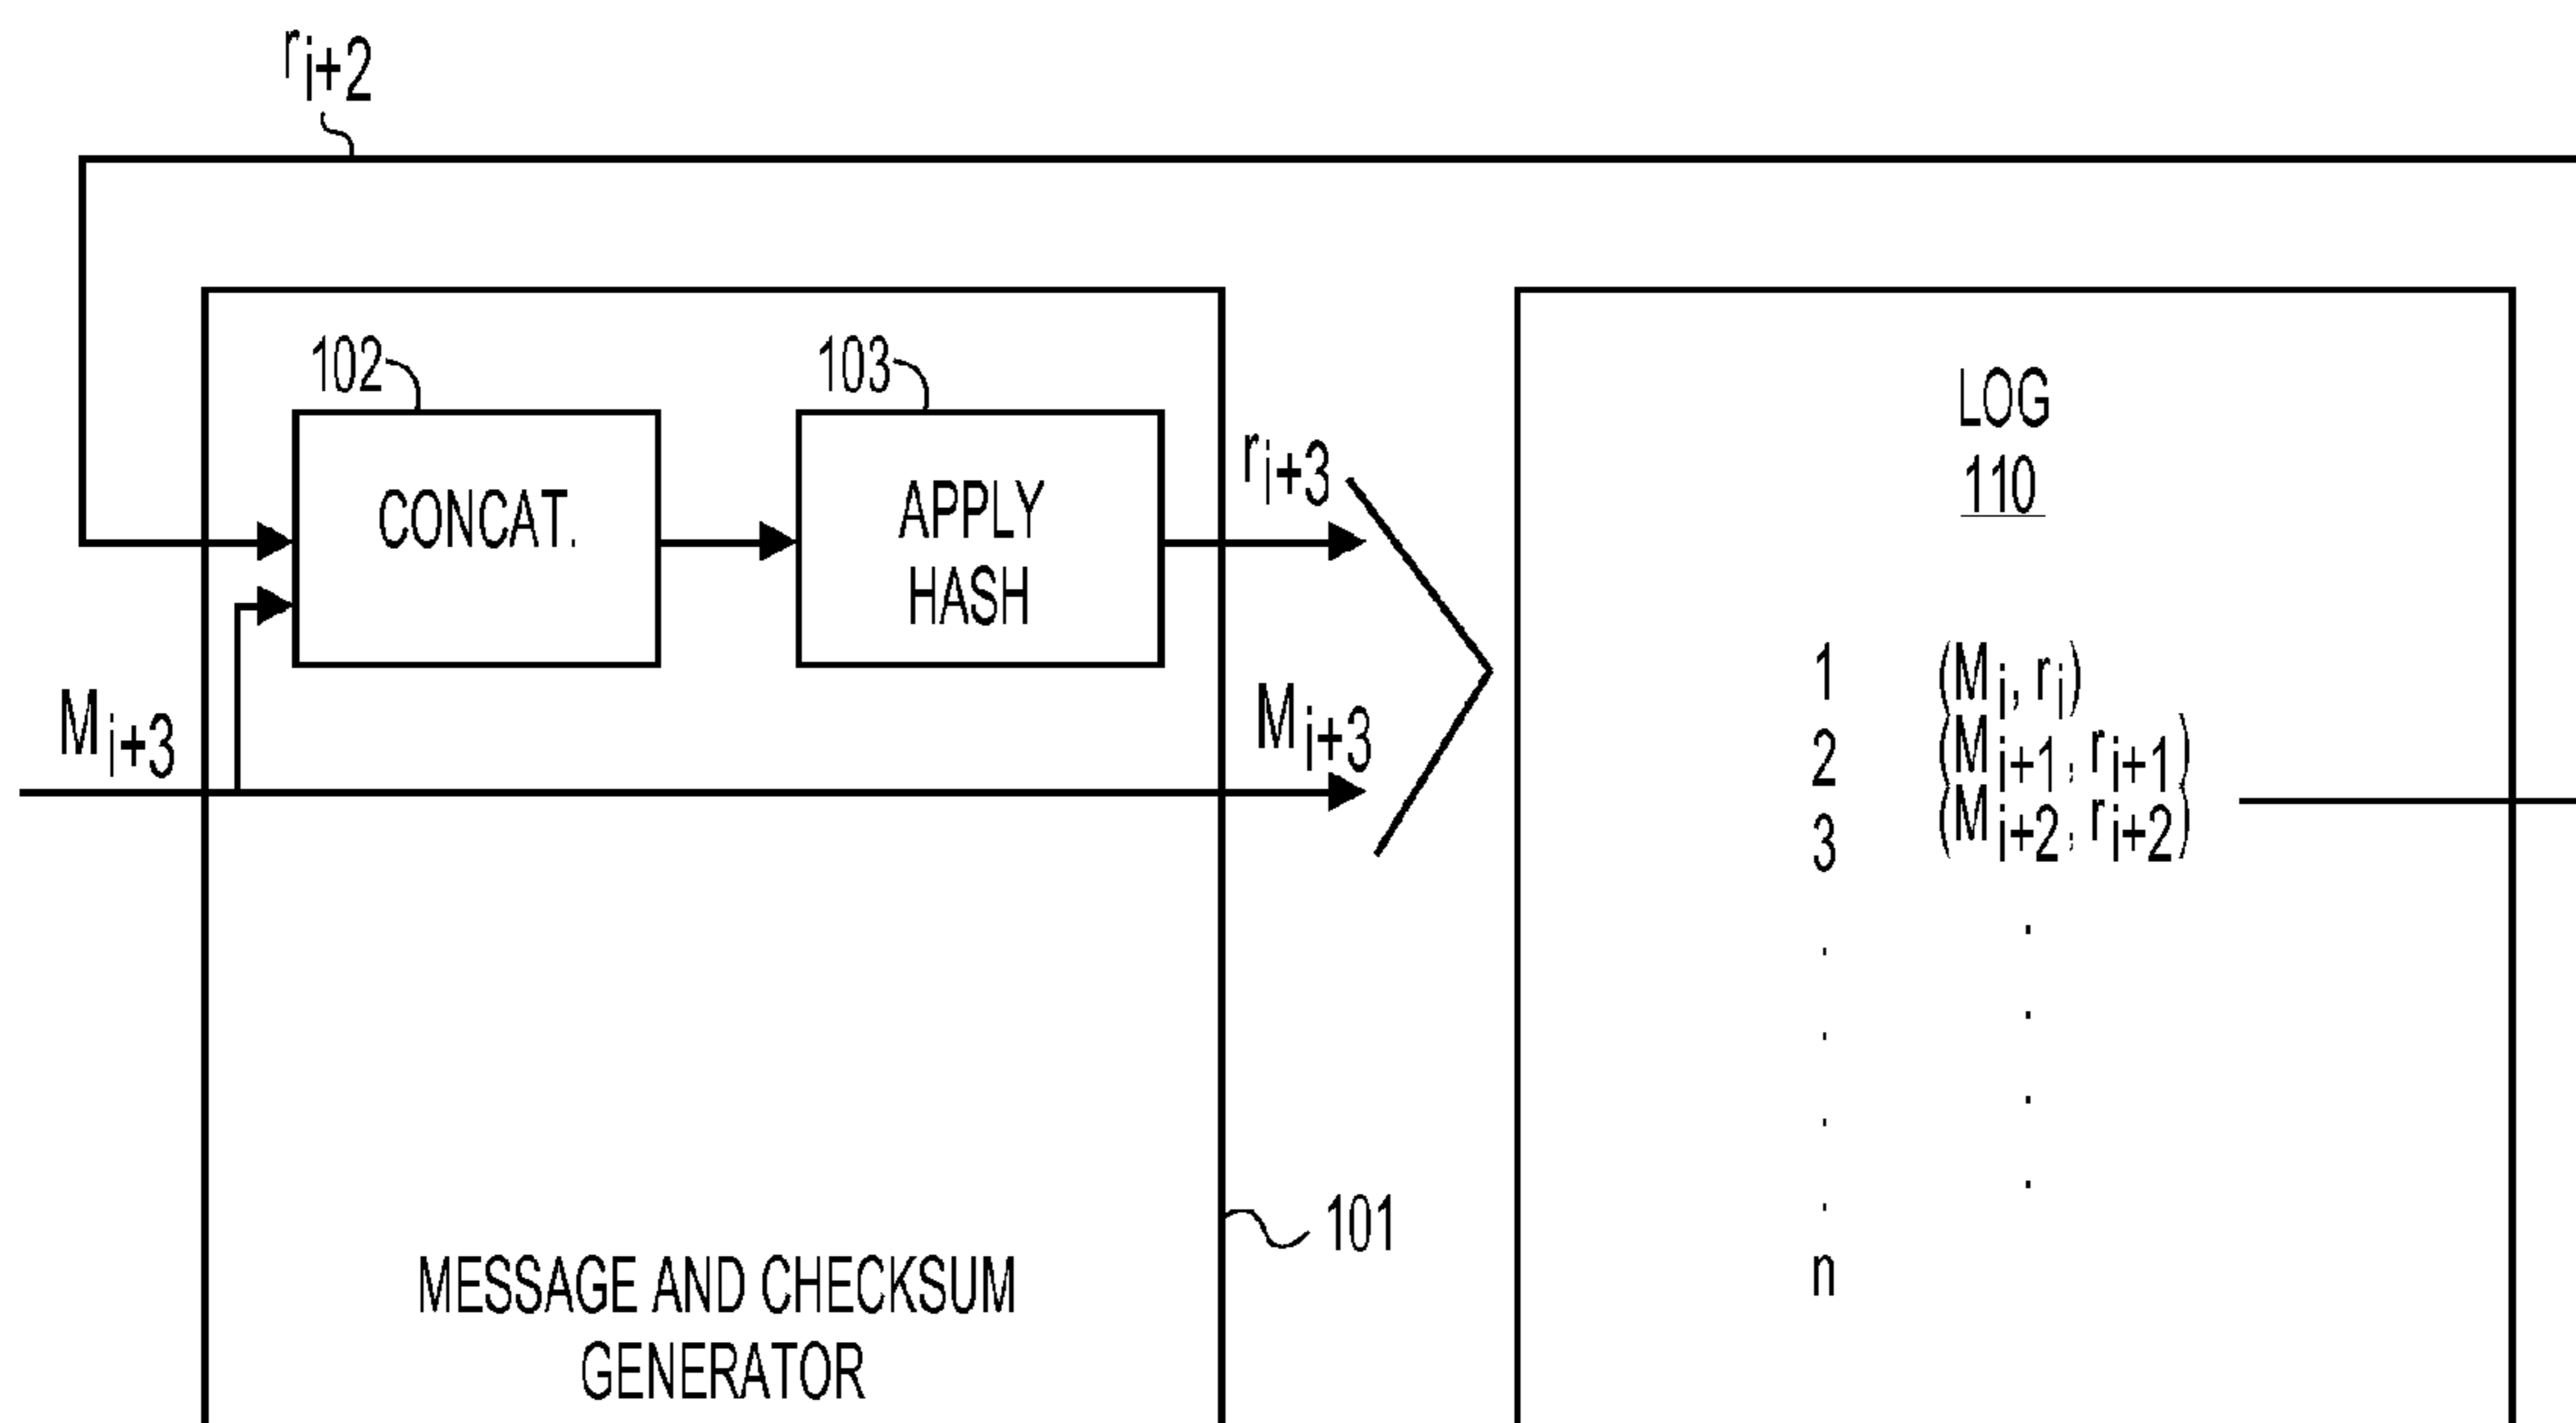 r i+2
102
103
CONCAT.
APPLY
HASH
r i+3
M i+3
M i+3
MESSAGE AND CHECKSUM
GENERATOR
101
LOG
110
1 (M i, r i)
2 (M i+1, r i+1)
3 (M i+2, r i+2)
. .
. .
. .
. .
n